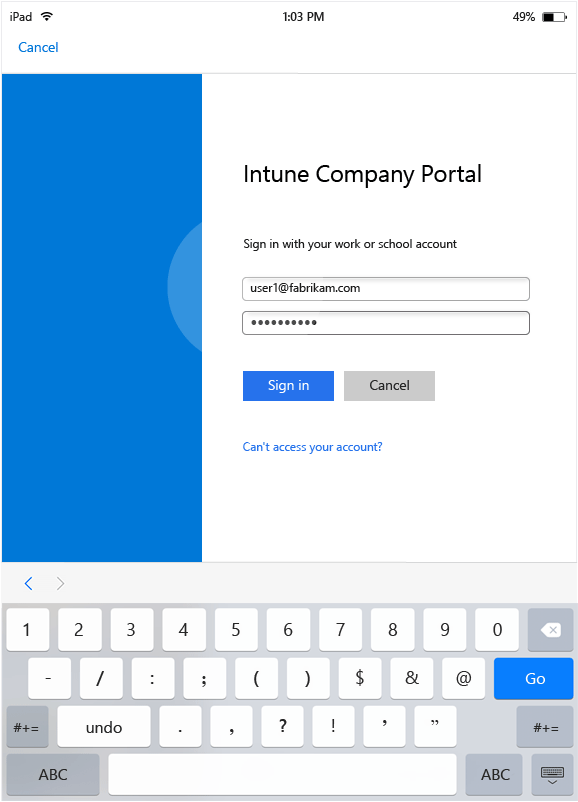 iPad 1:03 PM 49%
Cancel
Intune Company Portal
Sign in with your work or school account
user1@fabrikam.com
••••••••••
Sign in Cancel
Can't access your account?
1 2 3 4 5 6 7 8 9 0
- / : ; ( ) $ & @ Go
#+= undo . , ? ! ’ ” #+=
ABC ABC